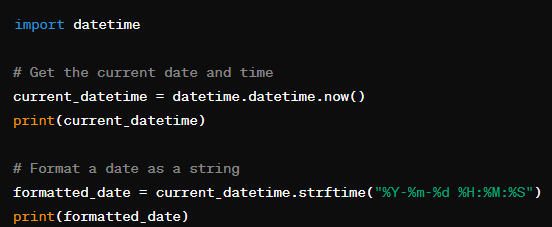 import datetime
# Get the current date and time
current_datetime = datetime.datetime.now()
print(current_datetime)
# Format a date as a string
formatted_date = current_datetime.strftime("%Y-%m-%d %H:%M:%S")
print(formatted_date)